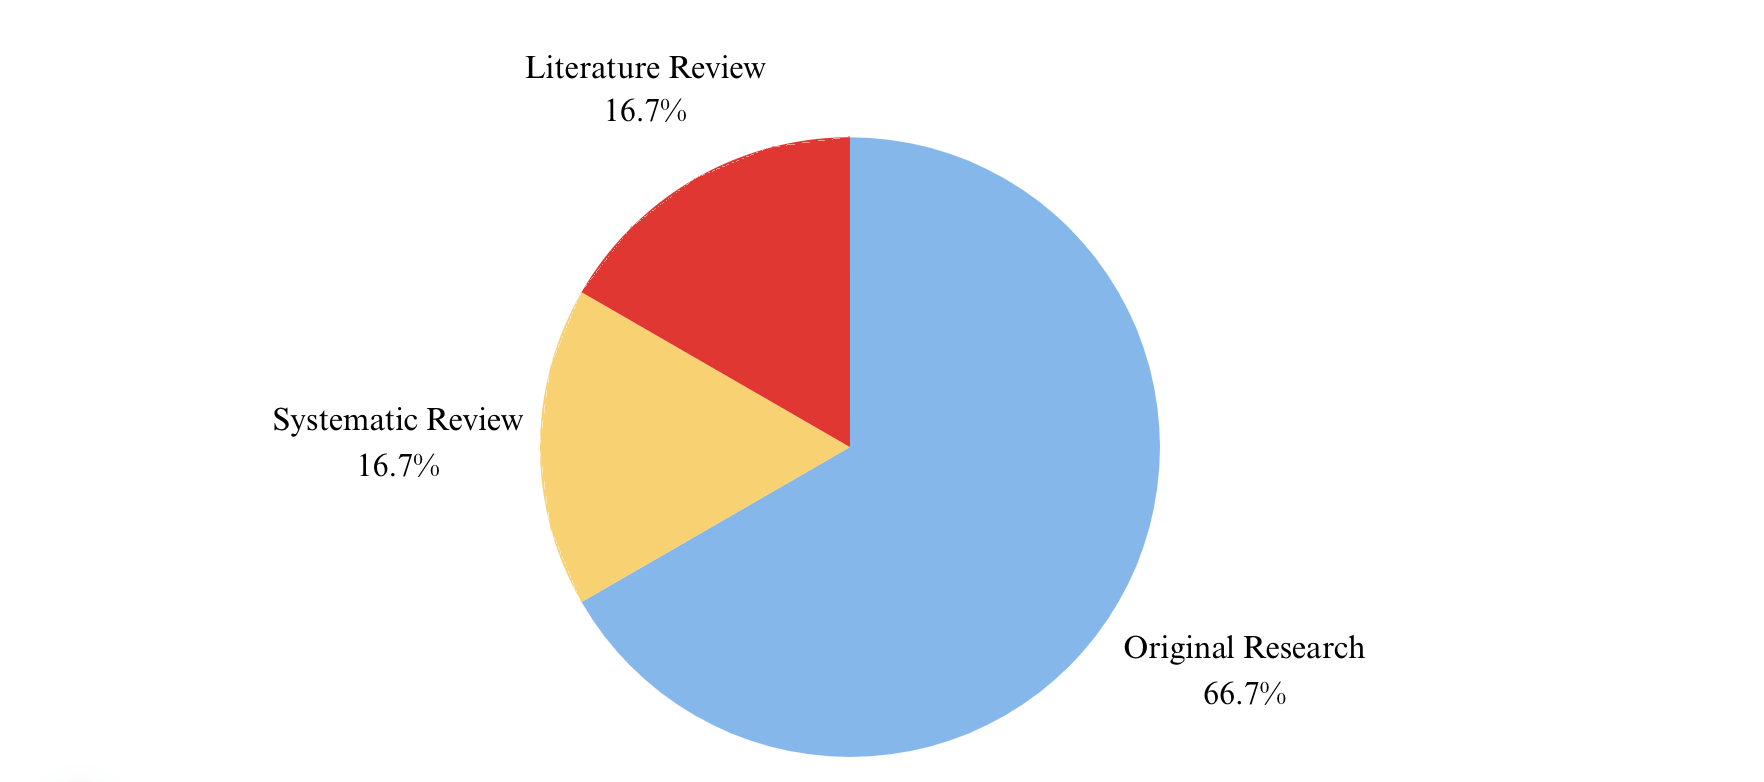 Literature Review
16.7%
Systematic Review
16.7%
Original Research
66.7%